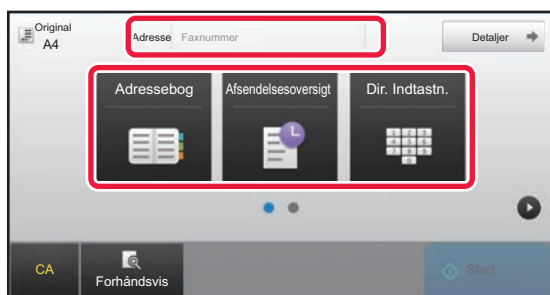 Original
A4
Adresse Faxnummer
Detaljer
Adressebog
Afsendelsesoversigt
Dir. Indtastn.
CA
Forhåndsvis
Start